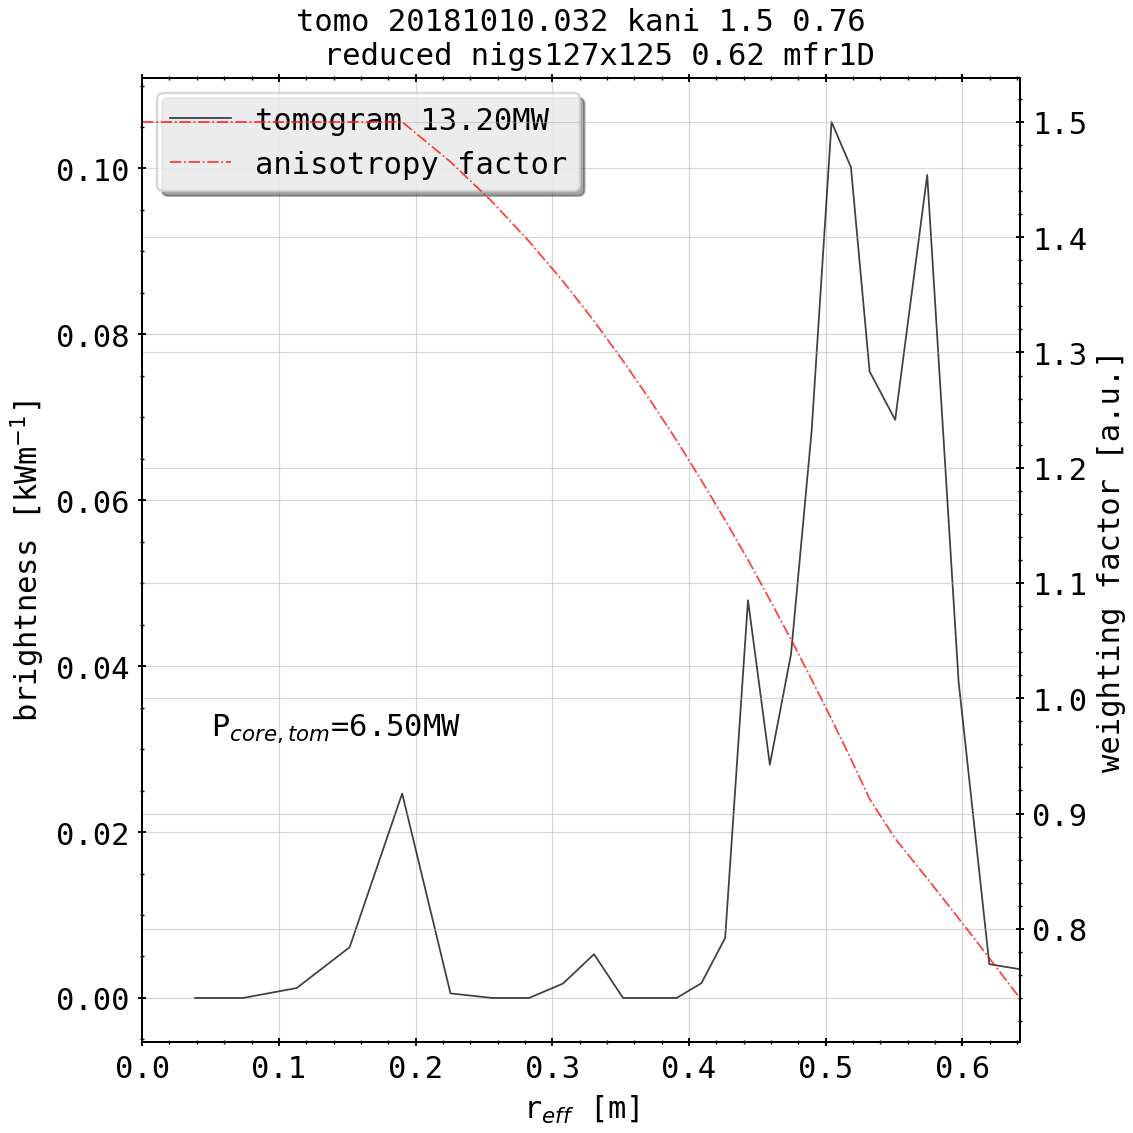 tomo 20181010.032 kani 1.5 0.76
reduced nigs127x125 0.62 mfr1D
tomogram 13.20MW
anisotropy factor
brightness [kWm⁻¹]
0.10
0.08
0.06
0.04
0.02
0.00
P_core,tom=6.50MW
1.5
1.4
1.3
1.2
1.1
1.0
0.9
0.8
weighting factor [a.u.]
0.0 0.1 0.2 0.3 0.4 0.5 0.6
r_eff [m]